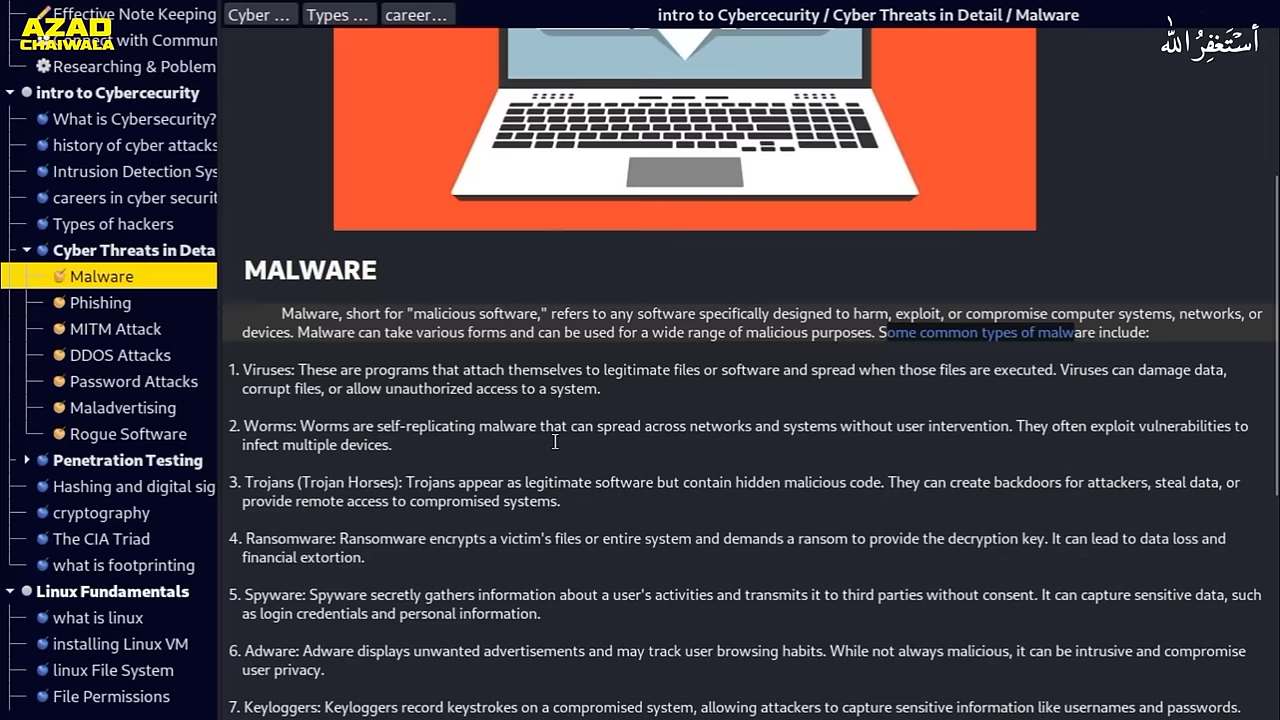 Effective Note Keeping
AZAD
CHAIWALA
Connect with Commun
Researching & Poblem
intro to Cybercecurity
What is Cybersecurity?
history of cyber attacks
Intrusion Detection Sys
careers in cyber securit
Types of hackers
Cyber Threats in Deta
Malware
Phishing
MITM Attack
DDOS Attacks
Password Attacks
Maladvertising
Rogue Software
Penetration Testing
Hashing and digital sig
cryptography
The CIA Triad
what is footprinting
Linux Fundamentals
what is linux
installing Linux VM
linux File System
File Permissions
Cyber ... Types ... career...
intro to Cybercecurity / Cyber Threats in Detail / Malware
أستغفر الله
MALWARE
Malware, short for "malicious software," refers to any software specifically designed to harm, exploit, or compromise computer systems, networks, or
devices. Malware can take various forms and can be used for a wide range of malicious purposes. Some common types of malware include:
1. Viruses: These are programs that attach themselves to legitimate files or software and spread when those files are executed. Viruses can damage data,
corrupt files, or allow unauthorized access to a system.
2. Worms: Worms are self-replicating malware that can spread across networks and systems without user intervention. They often exploit vulnerabilities to
infect multiple devices.
3. Trojans (Trojan Horses): Trojans appear as legitimate software but contain hidden malicious code. They can create backdoors for attackers, steal data, or
provide remote access to compromised systems.
4. Ransomware: Ransomware encrypts a victim's files or entire system and demands a ransom to provide the decryption key. It can lead to data loss and
financial extortion.
5. Spyware: Spyware secretly gathers information about a user's activities and transmits it to third parties without consent. It can capture sensitive data, such
as login credentials and personal information.
6. Adware: Adware displays unwanted advertisements and may track user browsing habits. While not always malicious, it can be intrusive and compromise
user privacy.
7. Keyloggers: Keyloggers record keystrokes on a compromised system, allowing attackers to capture sensitive information like usernames and passwords.